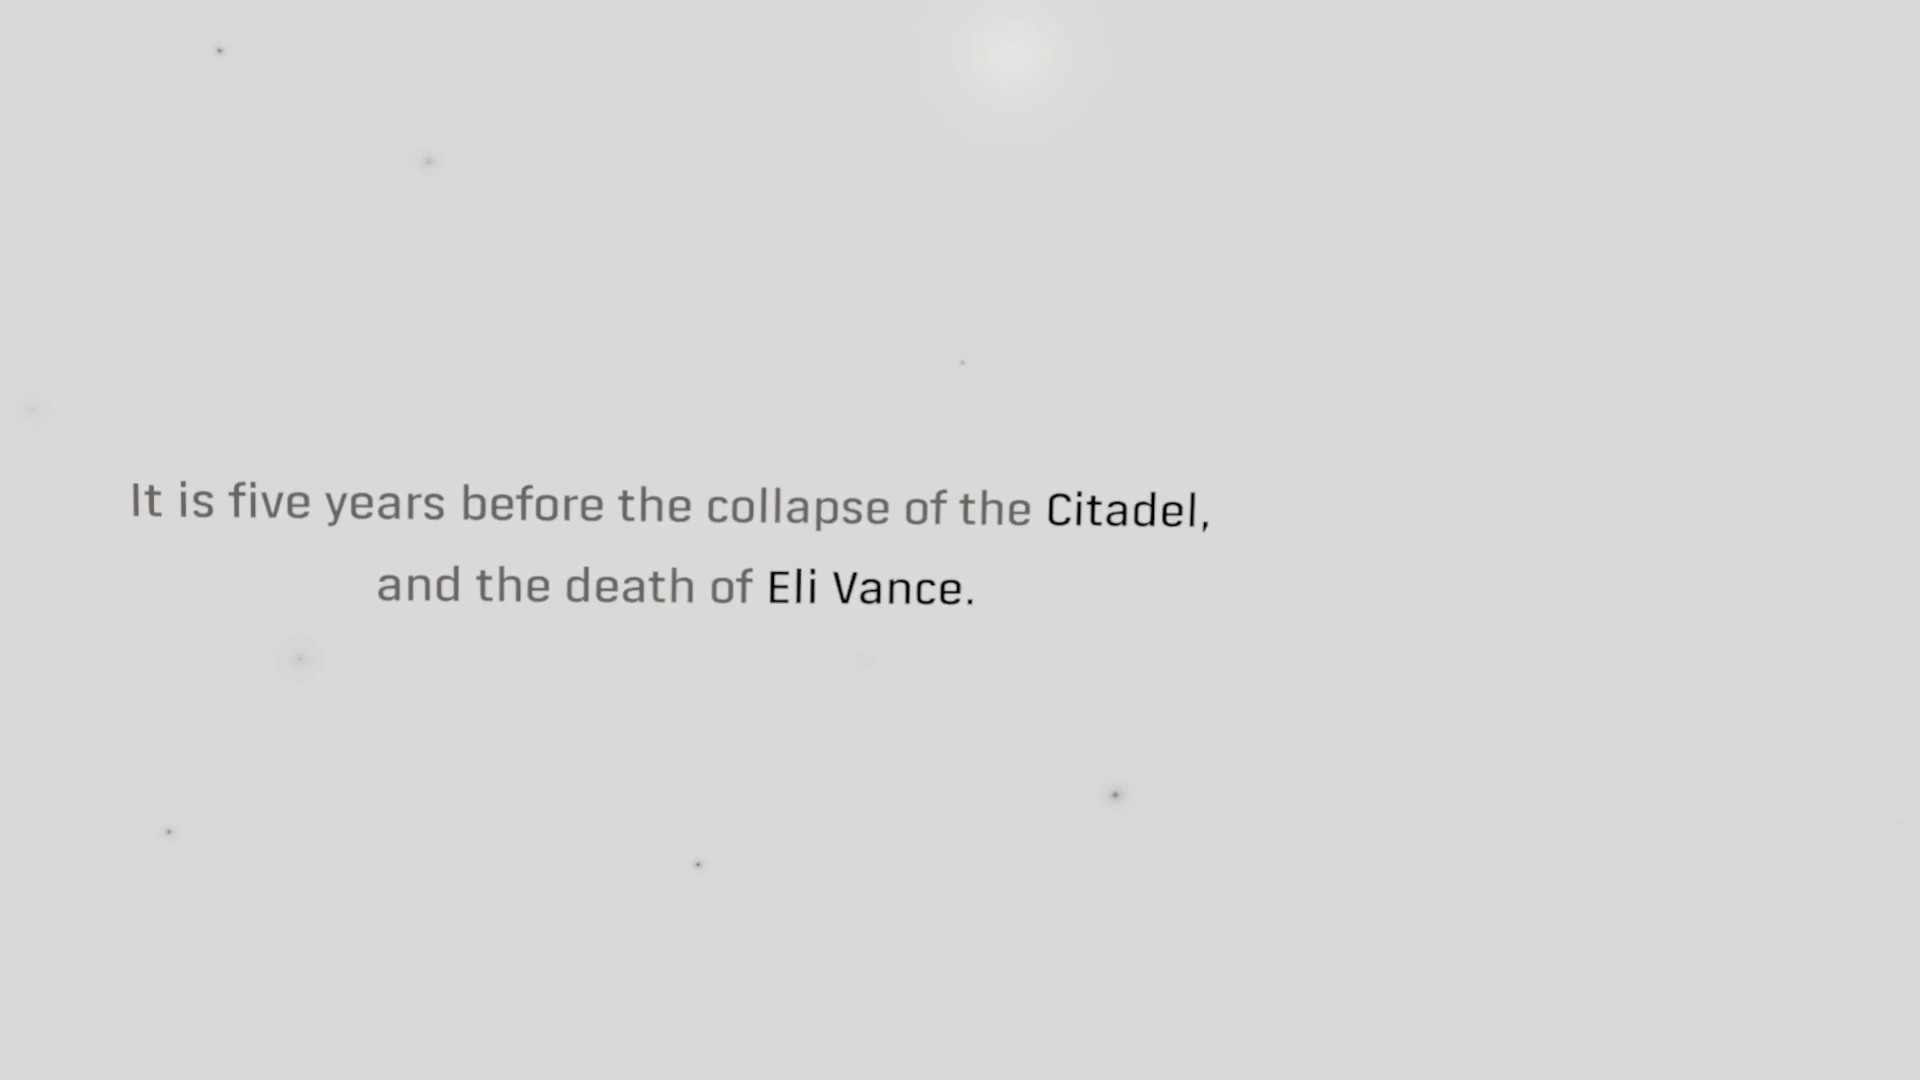 It is five years before the collapse of the Citadel,
and the death of Eli Vance.